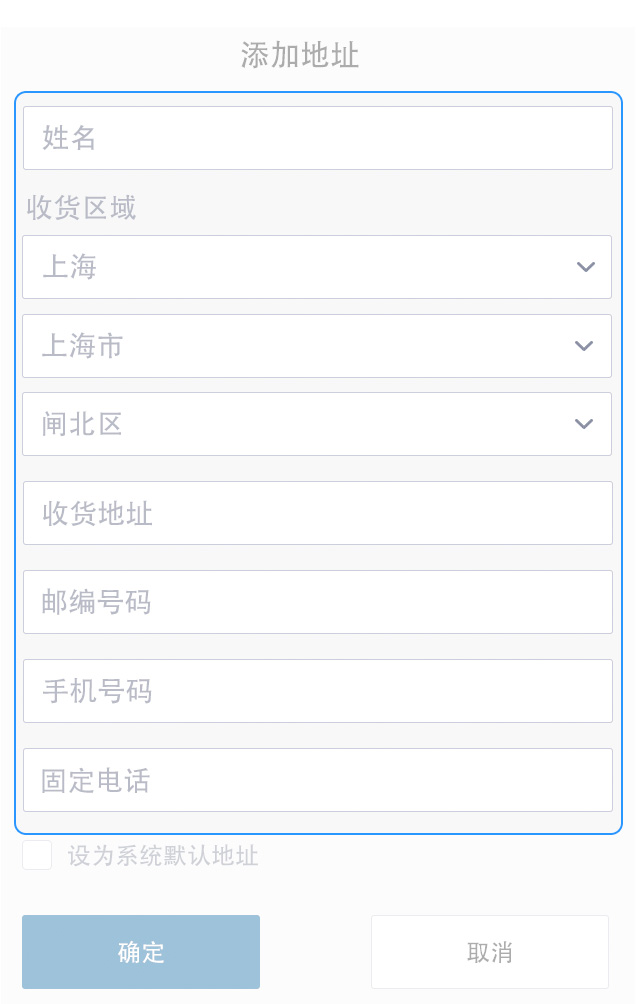 添加地址
姓名
收货区域
上海
上海市
闸北区
收货地址
邮编号码
手机号码
固定电话
设为系统默认地址
确定
取消